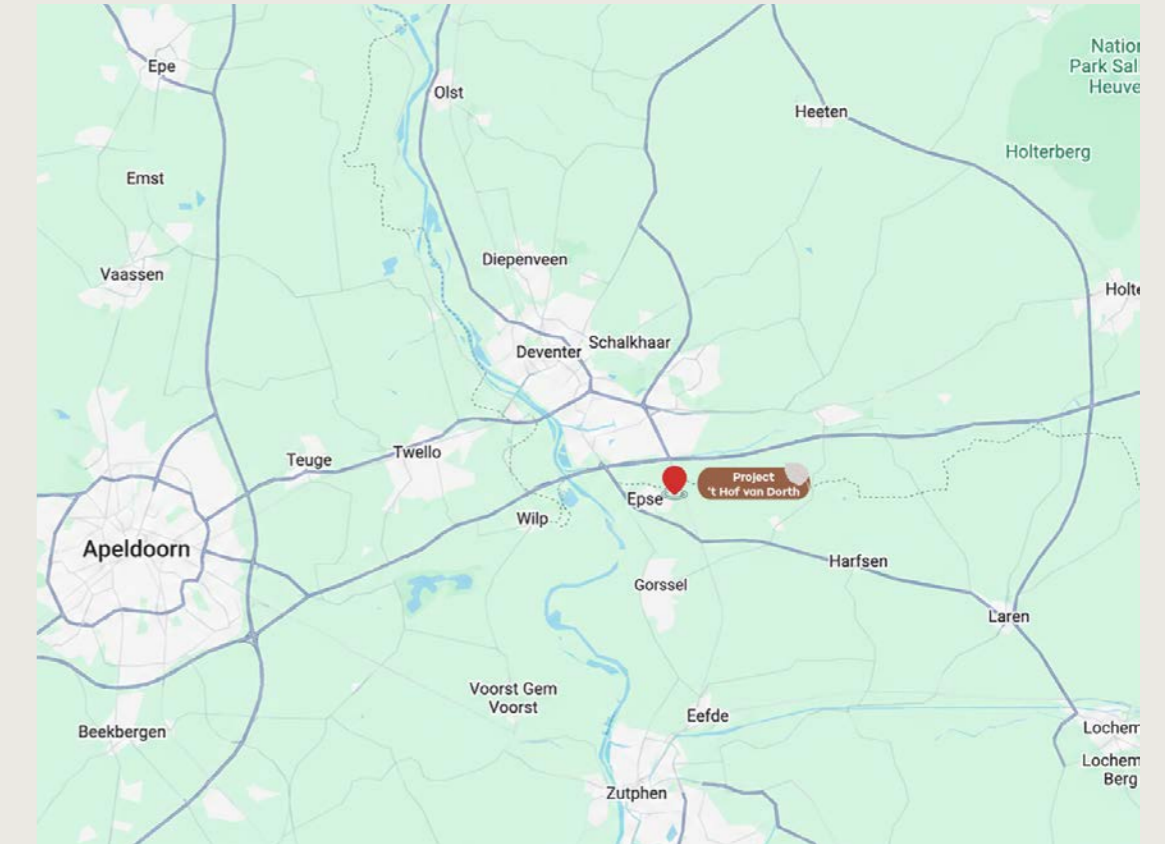 Epe
Olst
Nation
Park Sal
Heuve
Heeten
Holterberg
Emst
Diepenveen
Vaassen
Holte
Schalkhaar
Deventer
Teuge
Twello
Project
't Hof van Dorth
Epse
Wilp
Apeldoorn
Harfsen
Gorssel
Laren
Voorst Gem
Voorst
Eefde
Beekbergen
Lochem
Lochem
Berg
Zutphen